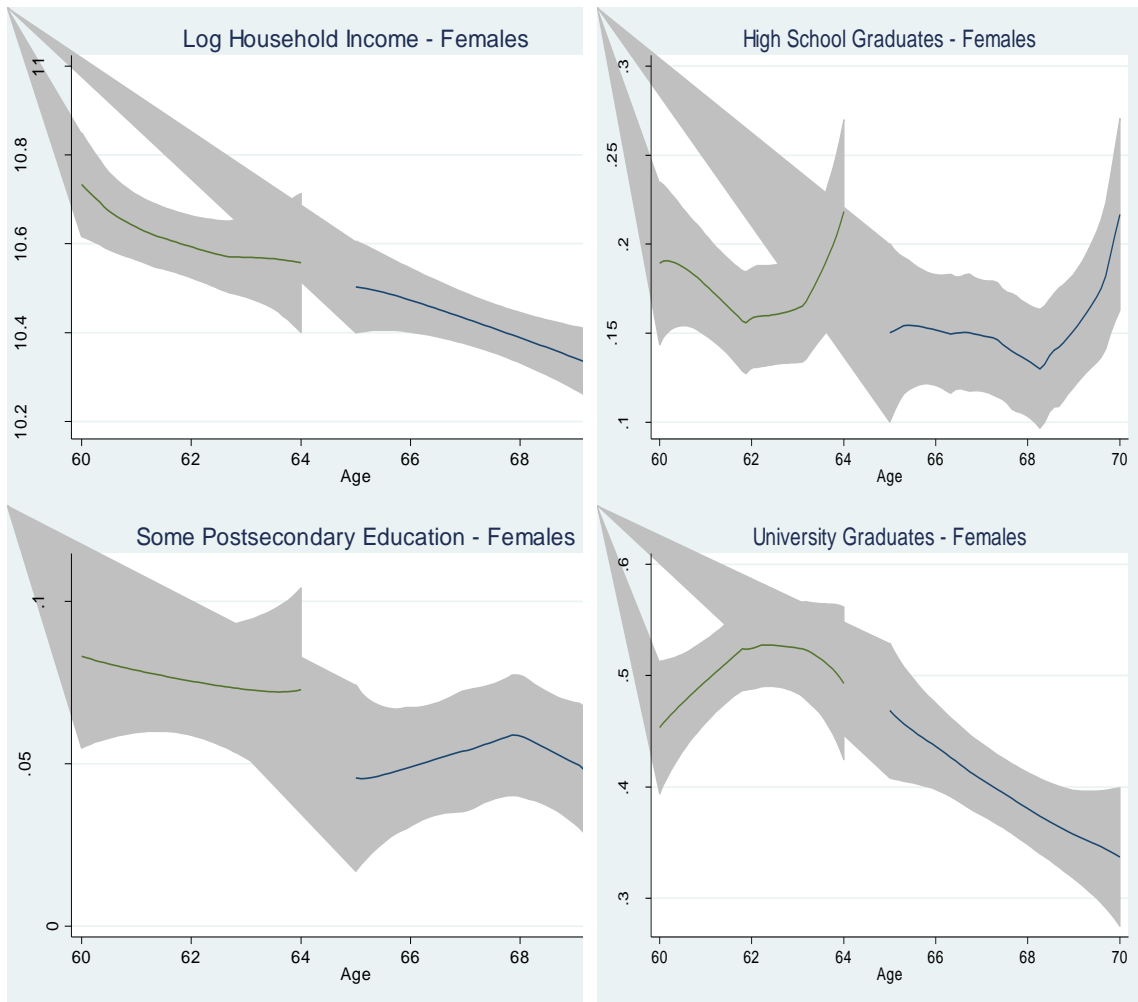 Log Household Income - Females
11
10.8
10.6
10.4
10.2
60 62 64 66 68
Age
High School Graduates - Females
.3
.25
.2
.15
.1
60 62 64 66 68 70
Age
Some Postsecondary Education - Females
.1
.05
0
60 62 64 66 68
Age
University Graduates - Females
.6
.5
.4
.3
60 62 64 66 68 70
Age